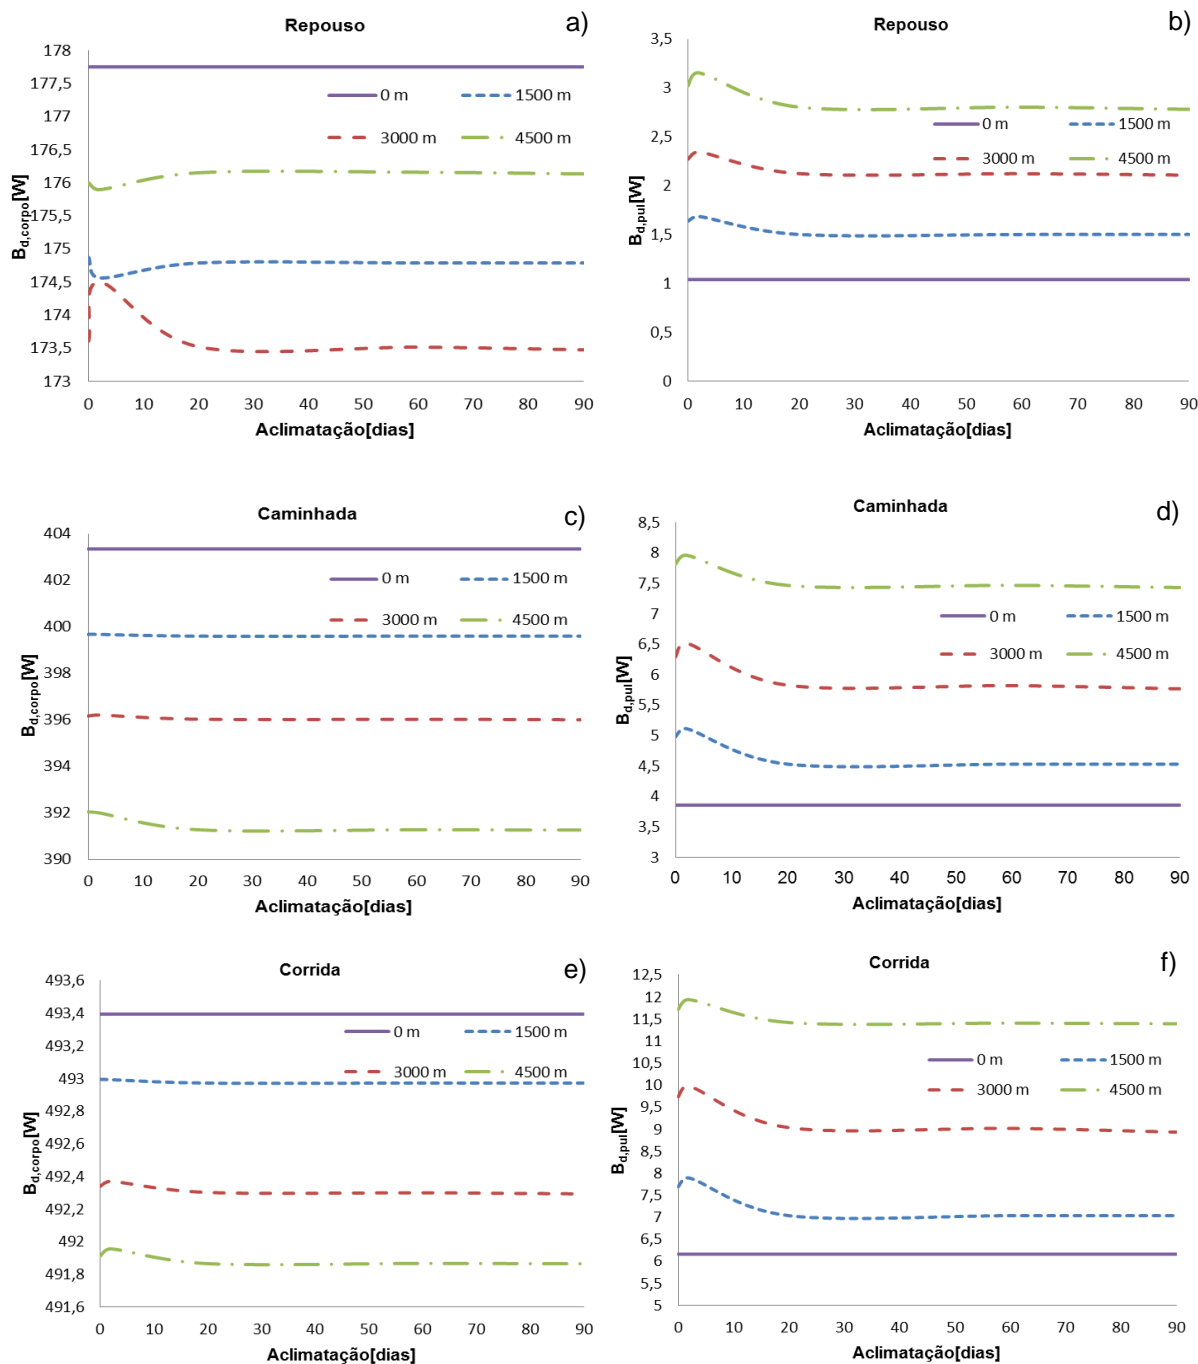 Repouso
a)
B_d,corpo[W]
178
177,5
177
176,5
176
175,5
175
174,5
174
173,5
173
0 m
1500 m
3000 m
4500 m
0 10 20 30 40 50 60 70 80 90
Aclimatação[dias]
Repouso
b)
B_d,pul[W]
3,5
3
2,5
2
1,5
1
0,5
0
0 m
1500 m
3000 m
4500 m
0 10 20 30 40 50 60 70 80 90
Aclimatação[dias]
Caminhada
c)
B_d,corpo[W]
404
402
400
398
396
394
392
390
0 m
1500 m
3000 m
4500 m
0 10 20 30 40 50 60 70 80 90
Aclimatação[dias]
Caminhada
d)
B_d,pul[W]
8,5
8
7,5
7
6,5
6
5,5
5
4,5
4
3,5
3
0 m
1500 m
3000 m
4500 m
0 10 20 30 40 50 60 70 80 90
Aclimatação[dias]
Corrida
e)
B_d,corpo[W]
493,6
493,4
493,2
493
492,8
492,6
492,4
492,2
492
491,8
491,6
0 m
1500 m
3000 m
4500 m
0 10 20 30 40 50 60 70 80 90
Aclimatação[dias]
Corrida
f)
B_d,pul[W]
12,5
12
11,5
11
10,5
10
9,5
9
8,5
8
7,5
7
6,5
6
5,5
5
0 m
1500 m
3000 m
4500 m
0 10 20 30 40 50 60 70 80 90
Aclimatação[dias]